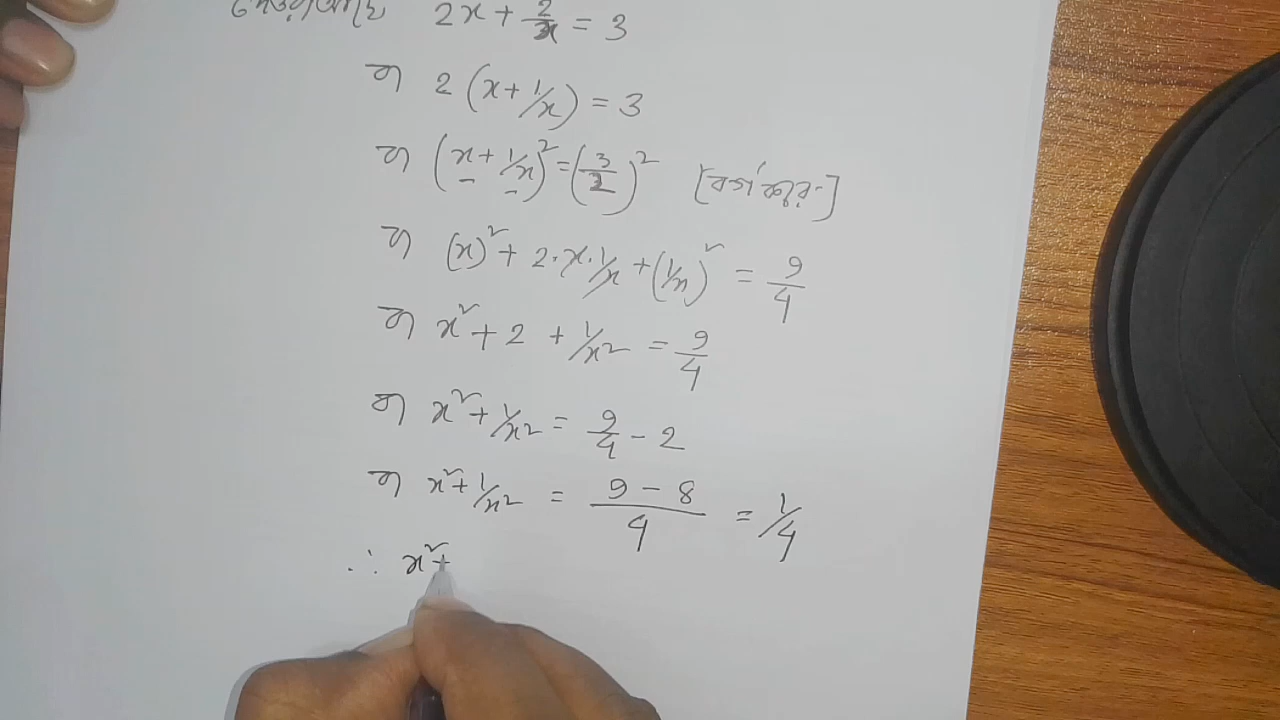 দেওয়া আছে 2x + 2/x = 3
বা 2 (x + 1/x) = 3
বা (x + 1/x)² = (3/2)² [বর্গ করে]
বা (x)² + 2·x·1/x + (1/x)² = 9/4
বা x² + 2 + 1/x² = 9/4
বা x² + 1/x² = 9/4 - 2
বা x² + 1/x² = 9 - 8/4 = 1/4
∴ x² +